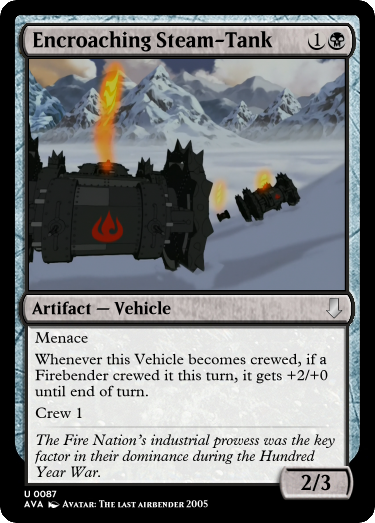 Encroaching Steam-Tank 1
Artifact — Vehicle
Menace
Whenever this Vehicle becomes crewed, if a
Firebender crewed it this turn, it gets +2/+0
until end of turn.
Crew 1
The Fire Nation's industrial prowess was the key
factor in their dominance during the Hundred
Year War.
2/3
U 0087
AVA Avatar: The last airbender 2005